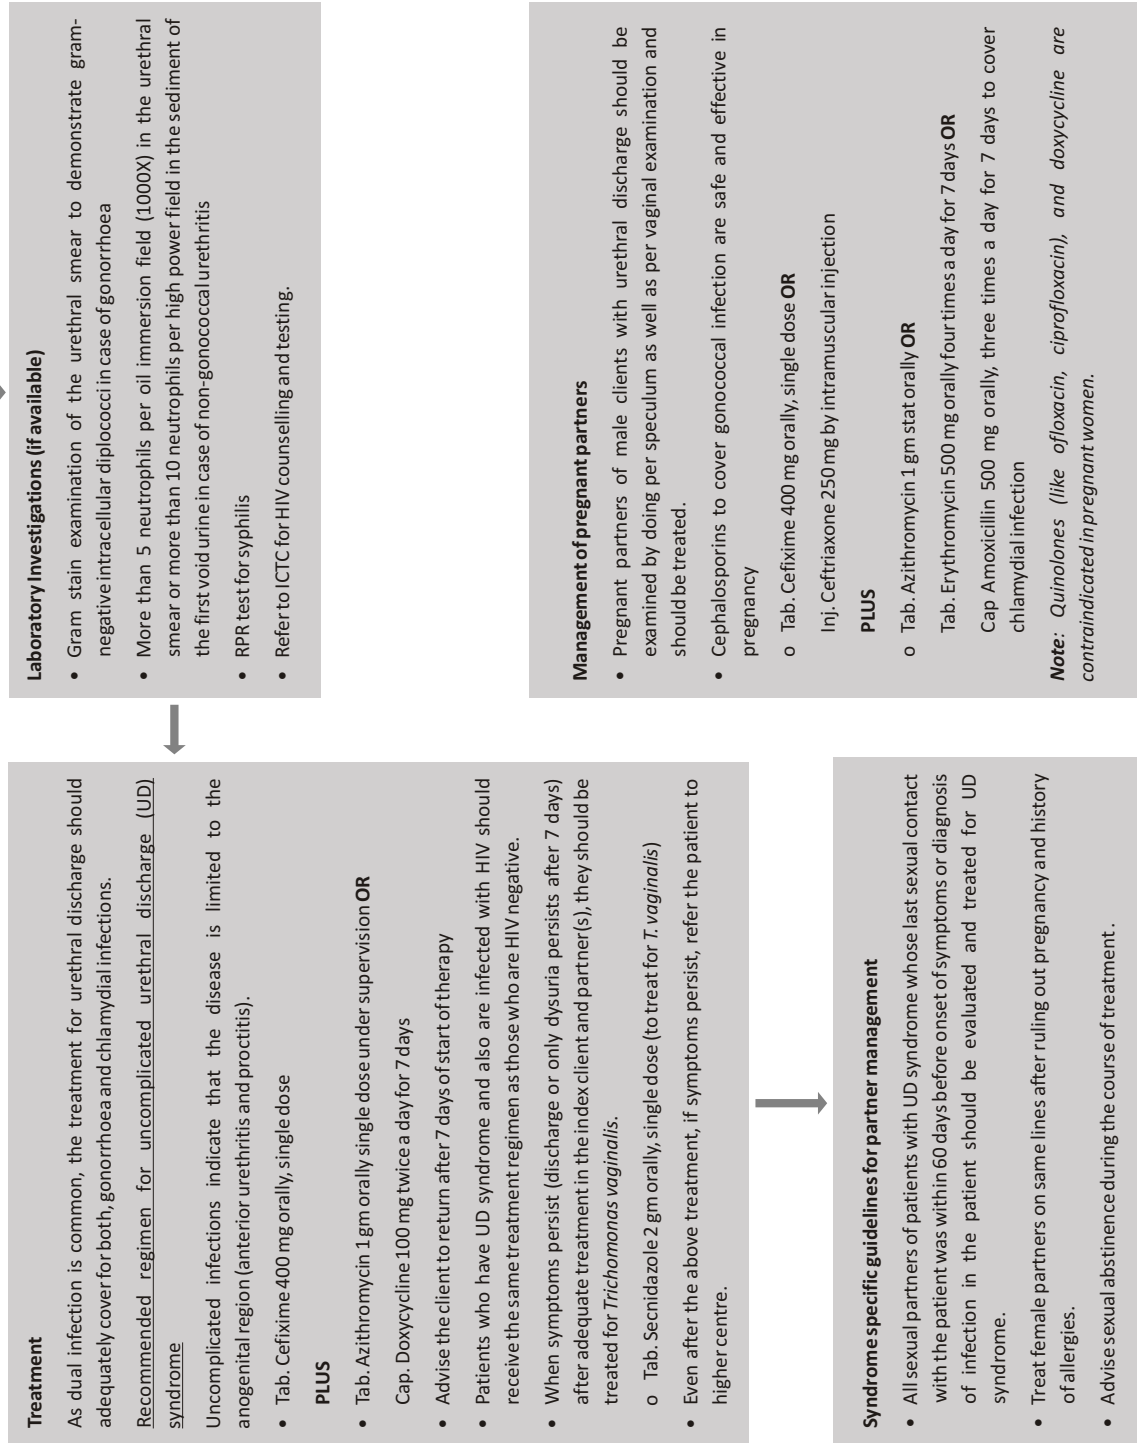 Laboratory Investigations (if available)
• Gram stain examination of the urethral smear to demonstrate gram-
negative intracellular diplococci in case of gonorrhoea
• More than 5 neutrophils per oil immersion field (1000X) in the urethral
smear or more than 10 neutrophils per high power field in the sediment of
the first void urine in case of non-gonococcal urethritis
• RPR test for syphilis
• Refer to ICTC for HIV counselling and testing.
Treatment
As dual infection is common, the treatment for urethral discharge should
adequately cover for both, gonorrhoea and chlamydial infections.
Recommended regimen for uncomplicated urethral discharge (UD)
syndrome
Uncomplicated infections indicate that the disease is limited to the
anogenital region (anterior urethritis and proctitis).
• Tab. Cefixime 400 mg orally, single dose
PLUS
• Tab. Azithromycin 1 gm orally single dose under supervision OR
Cap. Doxycycline 100 mg twice a day for 7 days
• Advise the client to return after 7 days of start of therapy
• Patients who have UD syndrome and also are infected with HIV should
receive the same treatment regimen as those who are HIV negative.
• When symptoms persist (discharge or only dysuria persists after 7 days)
after adequate treatment in the index client and partner(s), they should be
treated for Trichomonas vaginalis.
o Tab. Secnidazole 2 gm orally, single dose (to treat for T. vaginalis)
• Even after the above treatment, if symptoms persist, refer the patient to
higher centre.
Syndrome specific guidelines for partner management
• All sexual partners of patients with UD syndrome whose last sexual contact
with the patient was within 60 days before onset of symptoms or diagnosis
of infection in the patient should be evaluated and treated for UD
syndrome.
• Treat female partners on same lines after ruling out pregnancy and history
of allergies.
• Advise sexual abstinence during the course of treatment .
Management of pregnant partners
• Pregnant partners of male clients with urethral discharge should be
examined by doing per speculum as well as per vaginal examination and
should be treated.
• Cephalosporins to cover gonococcal infection are safe and effective in
pregnancy
o Tab. Cefixime 400 mg orally, single dose OR
Inj. Ceftriaxone 250 mg by intramuscular injection
PLUS
o Tab. Azithromycin 1 gm stat orally OR
Tab. Erythromycin 500 mg orally four times a day for 7 days OR
Cap Amoxicillin 500 mg orally, three times a day for 7 days to cover
chlamydial infection
Note: Quinolones (like ofloxacin, ciprofloxacin), and doxycycline are
contraindicated in pregnant women.